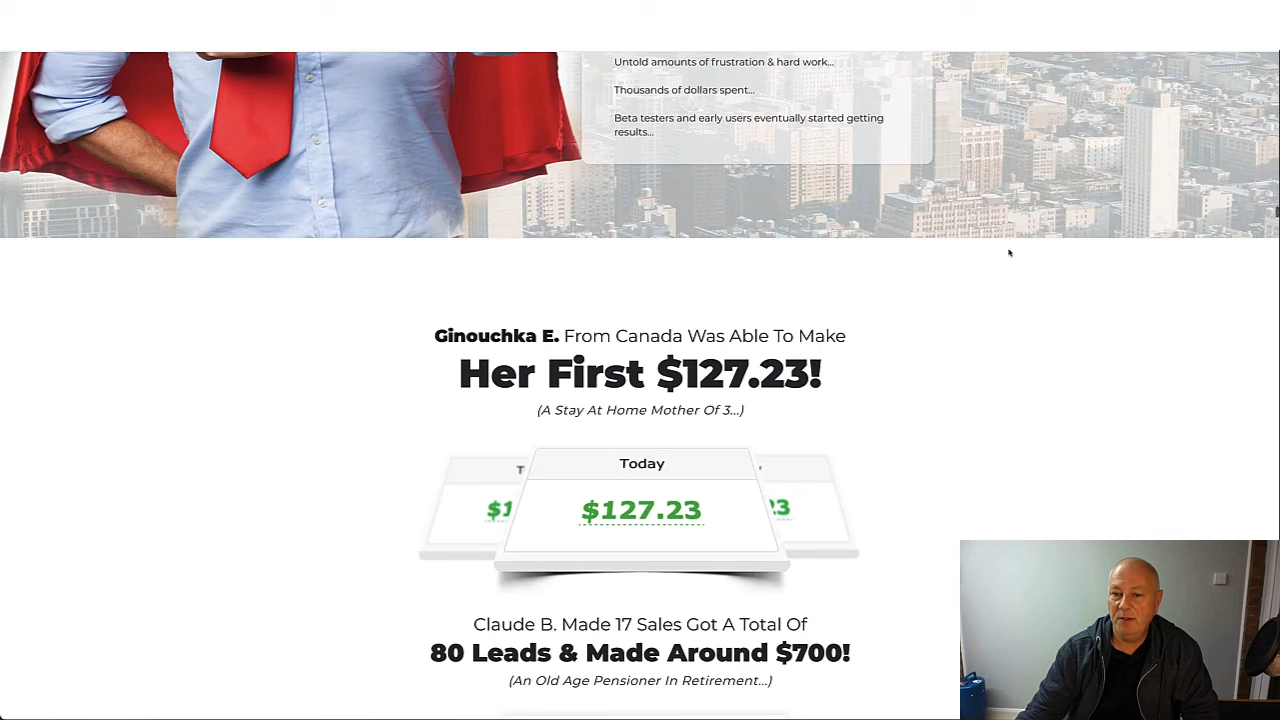 Untold amounts of frustration & hard work...
Thousands of dollars spent...
Beta testers and early users eventually started getting
results...
Ginouchka E. From Canada Was Able To Make
Her First $127.23!
(A Stay At Home Mother Of 3...)
Today
$127.23
Claude B. Made 17 Sales Got A Total Of
80 Leads & Made Around $700!
(An Old Age Pensioner In Retirement...)